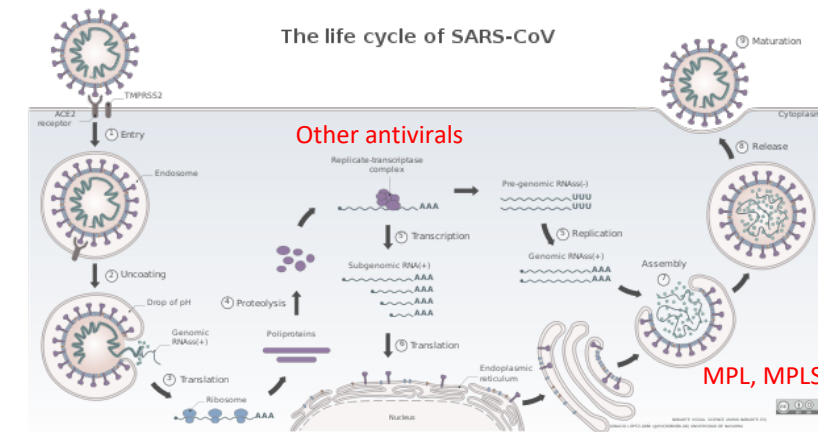 The life cycle of SARS-CoV
9 Maturation
TMPRSS2
ACE2
receptor
Cytoplasm
1 Entry
Other antivirals
8 Release
Replicate-transcriptase
complex
Endosome
Pre-genomic RNAss(-)
UUU
UUU
AAA
5 Transcription
5 Replication
Genomic RNAss(+)
AAA
AAA
Subgenomic RNA(+)
AAA
AAA
AAA
AAA
Assembly
7
2 Uncoating
Drop of pH
4 Proteolysis
Genomic
RNAss(+)
Poliproteins
6 Translation
Endoplasmic
reticulum
MPL, MPLS
3 Translation
Ribosome
AAA
Nucleus